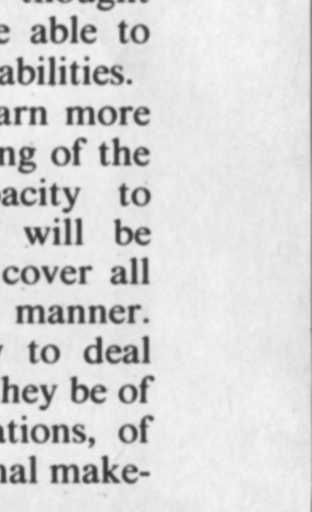 thought
able to
abilities.
arn more
ng of the
acity to
will be
cover all
manner.
to deal
hey be of
ations, of
nal make-